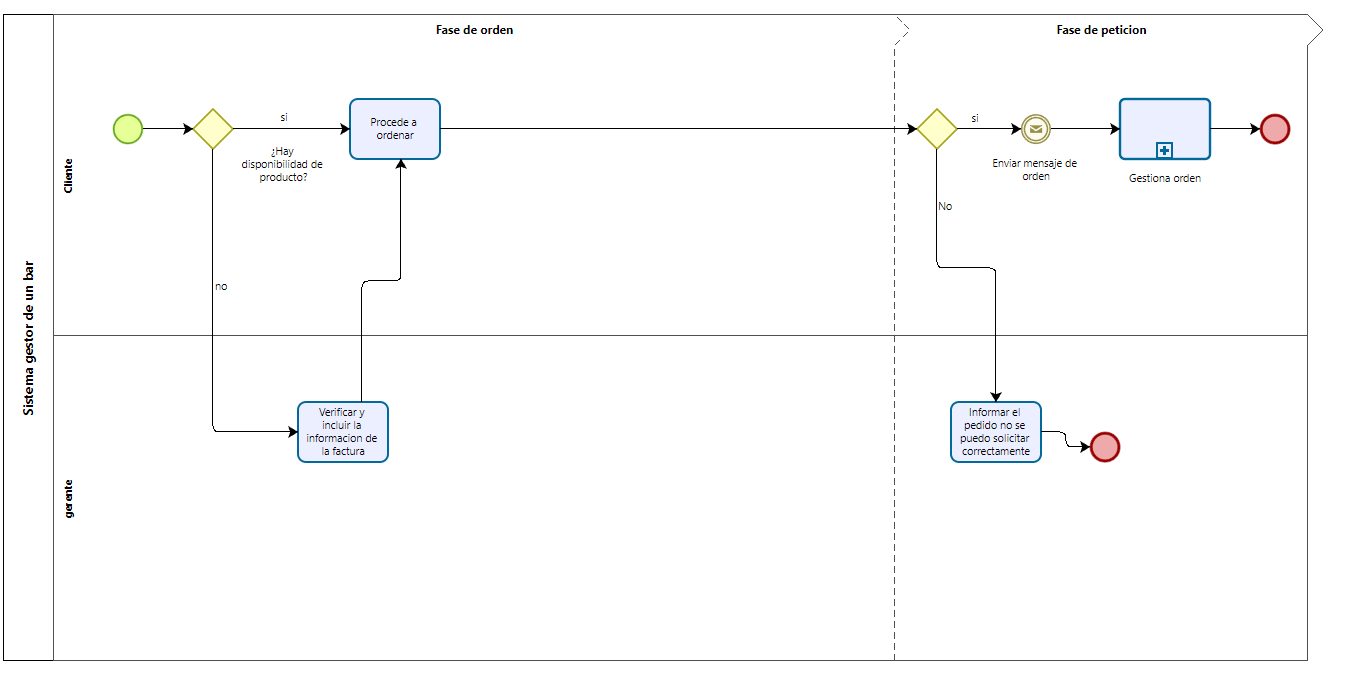 Fase de orden
Fase de peticion
Sistema gestor de un bar
Cliente
si
¿Hay
disponibilidad de
producto?
Procede a
ordenar
si
Enviar mensaje de
orden
Gestiona orden
No
no
gerente
Verificar y
incluir la
informacion de
la factura
Informar el
pedido no se
puedo solicitar
correctamente